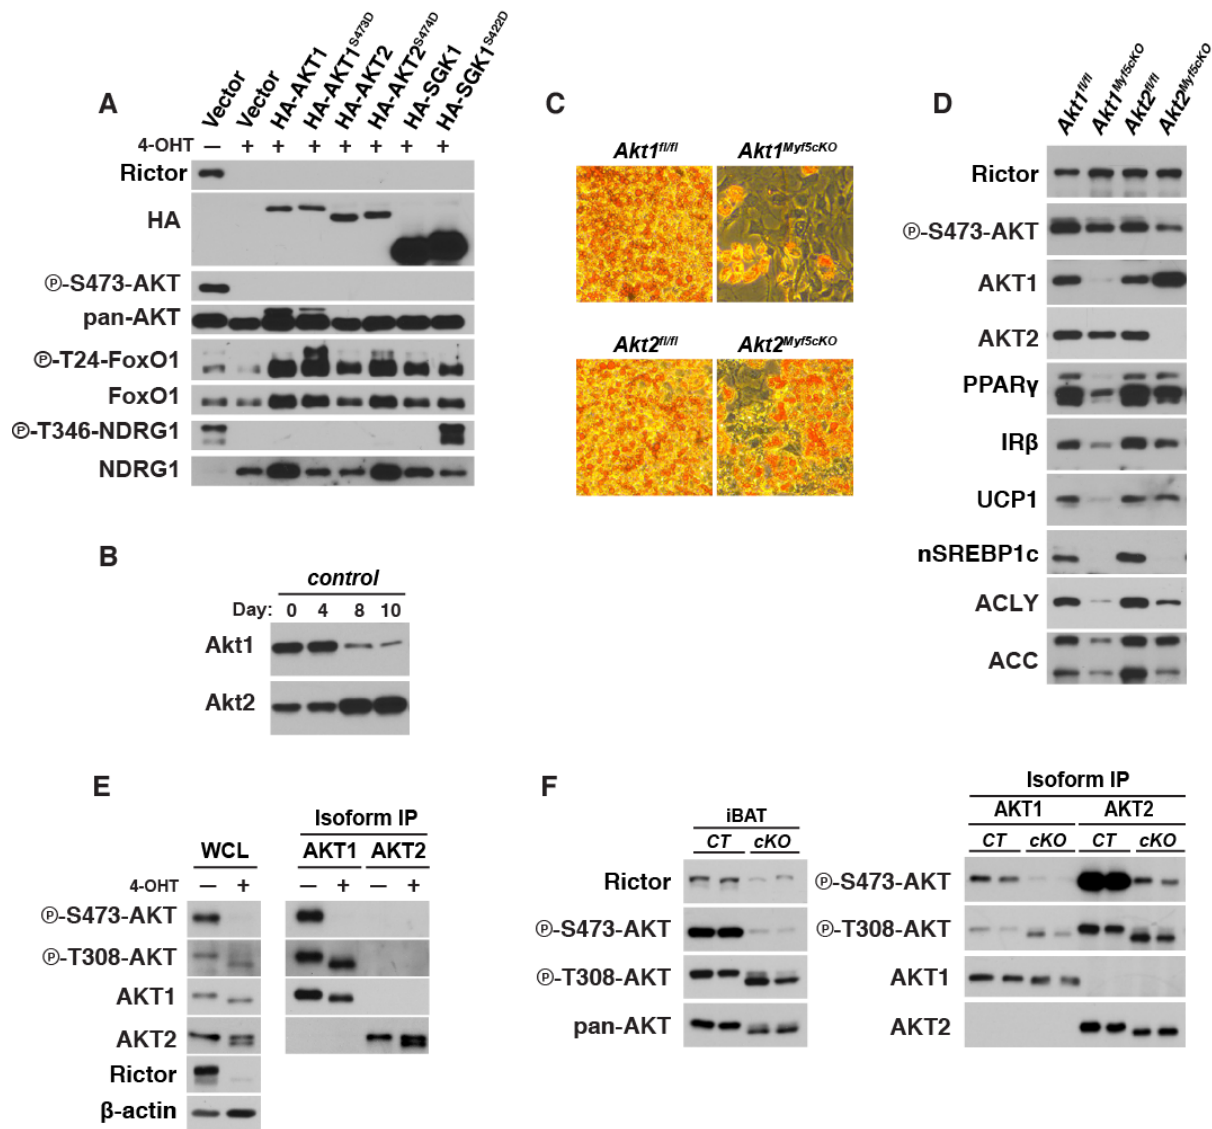 A
Vector
Vector
HA-AKT1
HA-AKT1S473D
HA-AKT2
HA-AKT2S474D
HA-SGK1
HA-SGK1S422D
4-OHT – + + + + + + +
Rictor
HA
Ⓟ-S473-AKT
pan-AKT
Ⓟ-T24-FoxO1
FoxO1
Ⓟ-T346-NDRG1
NDRG1
B
control
Day: 0 4 8 10
Akt1
Akt2
C
Akt1fl/fl Akt1Myf5cKO
Akt2fl/fl Akt2Myf5cKO
D
Akt1fl/fl
Akt1Myf5cKO
Akt2fl/fl
Akt2Myf5cKO
Rictor
Ⓟ-S473-AKT
AKT1
AKT2
PPARγ
IRβ
UCP1
nSREBP1c
ACLY
ACC
E
Isoform IP
WCL AKT1 AKT2
4-OHT – + – + – +
Ⓟ-S473-AKT
Ⓟ-T308-AKT
AKT1
AKT2
Rictor
β-actin
F
iBAT
CT cKO
Rictor
Ⓟ-S473-AKT
Ⓟ-T308-AKT
pan-AKT
Isoform IP
AKT1 AKT2
CT cKO CT cKO
Ⓟ-S473-AKT
Ⓟ-T308-AKT
AKT1
AKT2